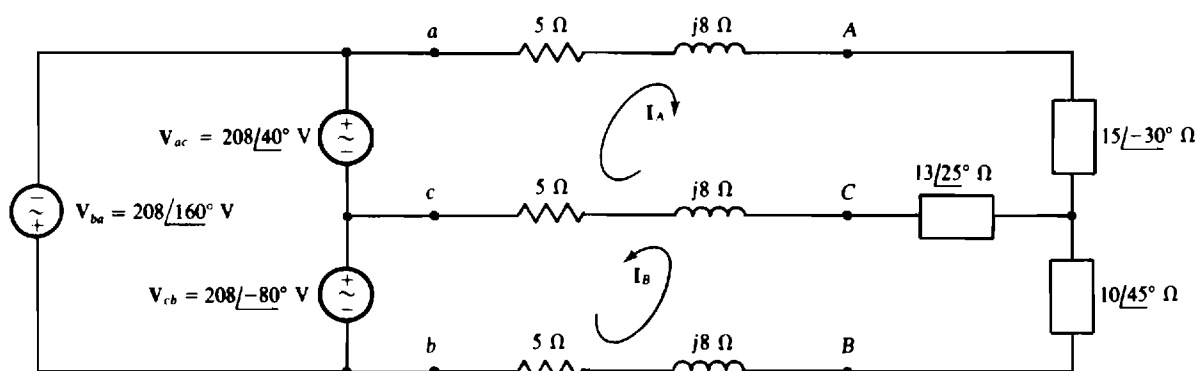 a 5 Ω j8 Ω A
I_A
V_ac = 208/40° V
15/−30° Ω
13/25° Ω
c 5 Ω j8 Ω C
V_ba = 208/160° V
I_B
V_cb = 208/−80° V
10/45° Ω
b 5 Ω j8 Ω B